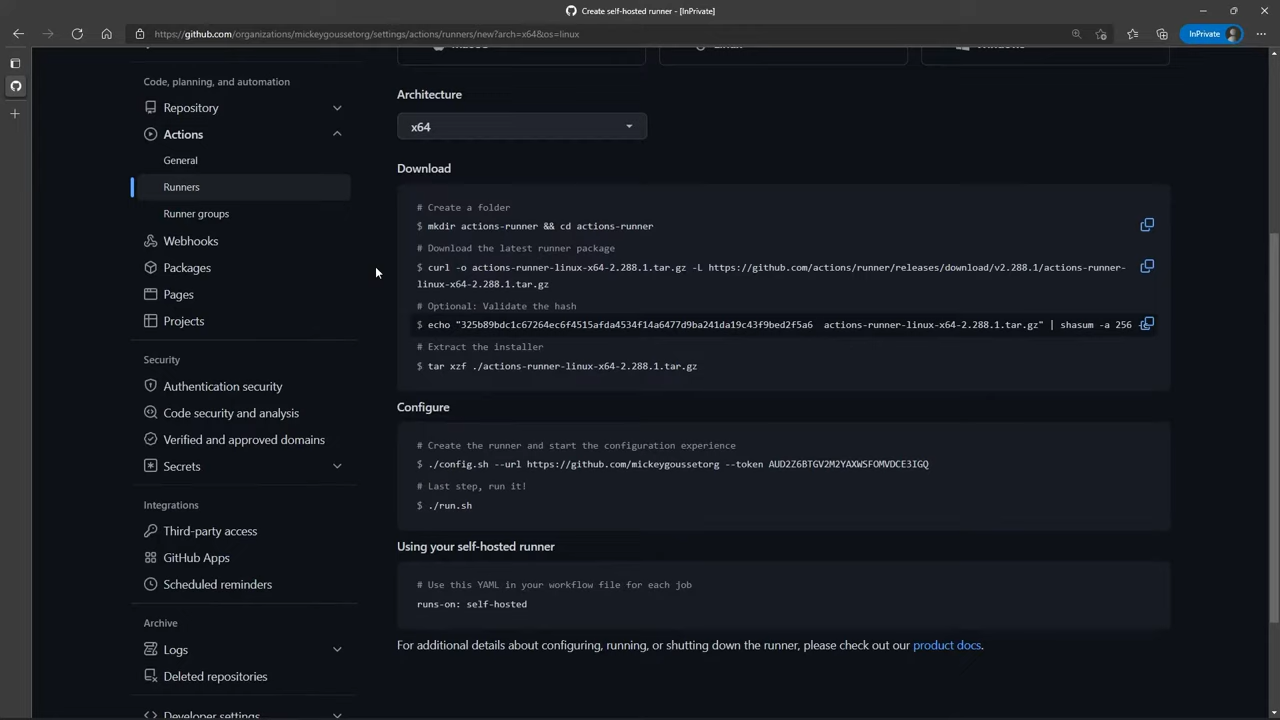 Create self-hosted runner - [InPrivate]
https://github.com/organizations/mickeygoussetorg/settings/actions/runners/new?arch=x64&os=linux
InPrivate
Code, planning, and automation
Repository
Actions
General
Runners
Runner groups
Webhooks
Packages
Pages
Projects
Security
Authentication security
Code security and analysis
Verified and approved domains
Secrets
Integrations
Third-party access
GitHub Apps
Scheduled reminders
Archive
Logs
Deleted repositories
Developer settings
Architecture
x64
Download
# Create a folder
$ mkdir actions-runner && cd actions-runner
# Download the latest runner package
$ curl -o actions-runner-linux-x64-2.288.1.tar.gz -L https://github.com/actions/runner/releases/download/v2.288.1/actions-runner-
linux-x64-2.288.1.tar.gz
# Optional: Validate the hash
$ echo "325b89bdc1c67264ec6f4515afda4534f14a6477d9ba241da19c43f9bed2f5a6  actions-runner-linux-x64-2.288.1.tar.gz" | shasum -a 256
# Extract the installer
$ tar xzf ./actions-runner-linux-x64-2.288.1.tar.gz
Configure
# Create the runner and start the configuration experience
$ ./config.sh --url https://github.com/mickeygoussetorg --token AUD2Z6BTGV2M2YAXWSFOMVDCE3IGQ
# Last step, run it!
$ ./run.sh
Using your self-hosted runner
# Use this YAML in your workflow file for each job
runs-on: self-hosted
For additional details about configuring, running, or shutting down the runner, please check out our product docs.